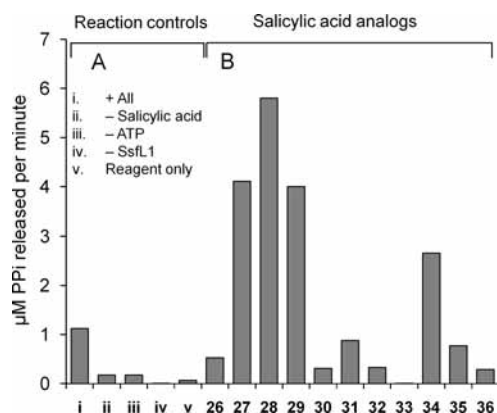 Reaction controls Salicylic acid analogs
A B
i. + All
ii. – Salicylic acid
iii. – ATP
iv. – SsfL1
v. Reagent only
µM PPi released per minute
7
6
5
4
3
2
1
0
i ii iii iv v 26 27 28 29 30 31 32 33 34 35 36